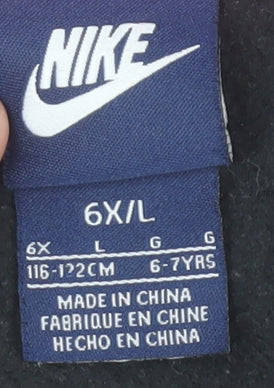 NIKE
6X/L
6X L G G
116-122CM 6-7YRS
MADE IN CHINA
FABRIQUE EN CHINE
HECHO EN CHINA